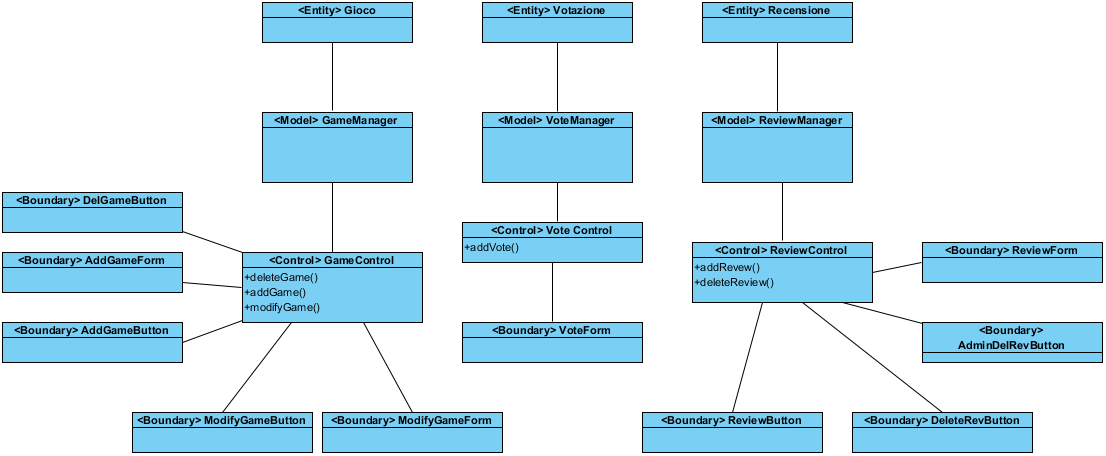 <Entity> Gioco
<Entity> Votazione
<Entity> Recensione
<Model> GameManager
<Model> VoteManager
<Model> ReviewManager
<Boundary> DelGameButton
<Control> Vote Control
+addVote()
<Control> ReviewControl
+addRevew()
+deleteReview()
<Boundary> ReviewForm
<Boundary> AddGameForm
<Control> GameControl
+deleteGame()
+addGame()
+modifyGame()
<Boundary> AddGameButton
<Boundary> VoteForm
<Boundary>
AdminDelRevButton
<Boundary> ModifyGameButton
<Boundary> ModifyGameForm
<Boundary> ReviewButton
<Boundary> DeleteRevButton